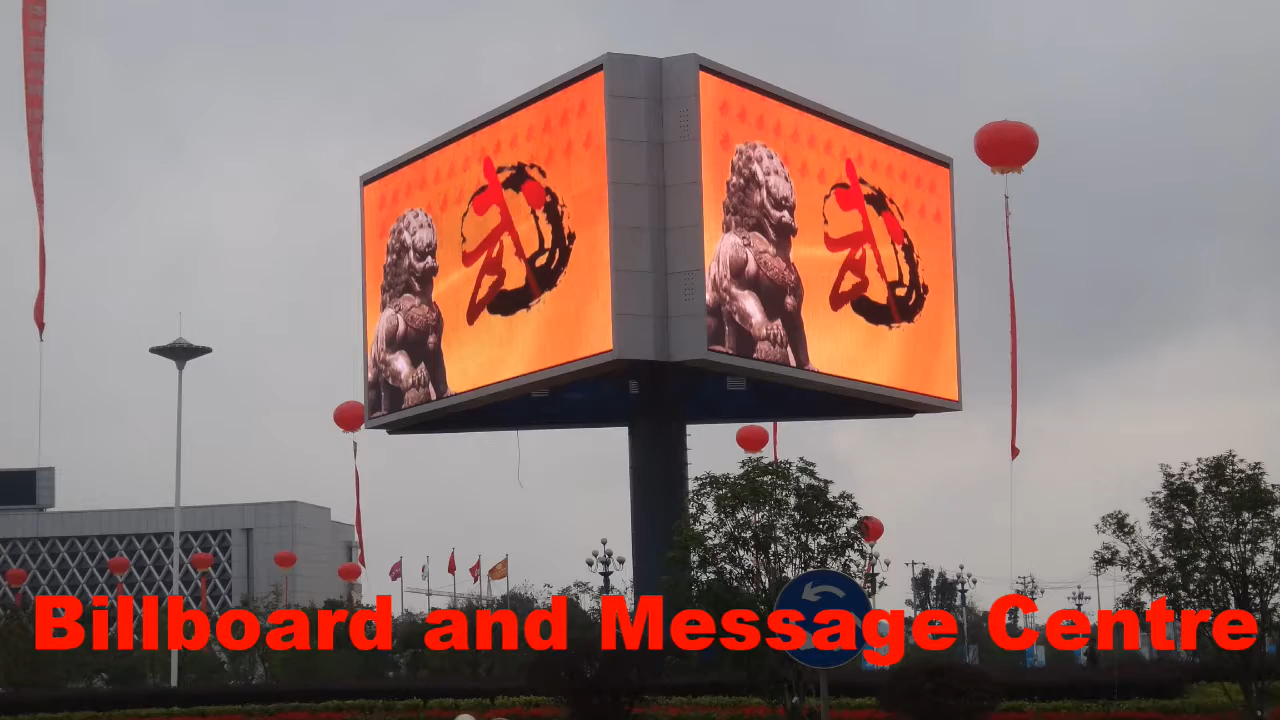 武
武
Billboard and Message Centre